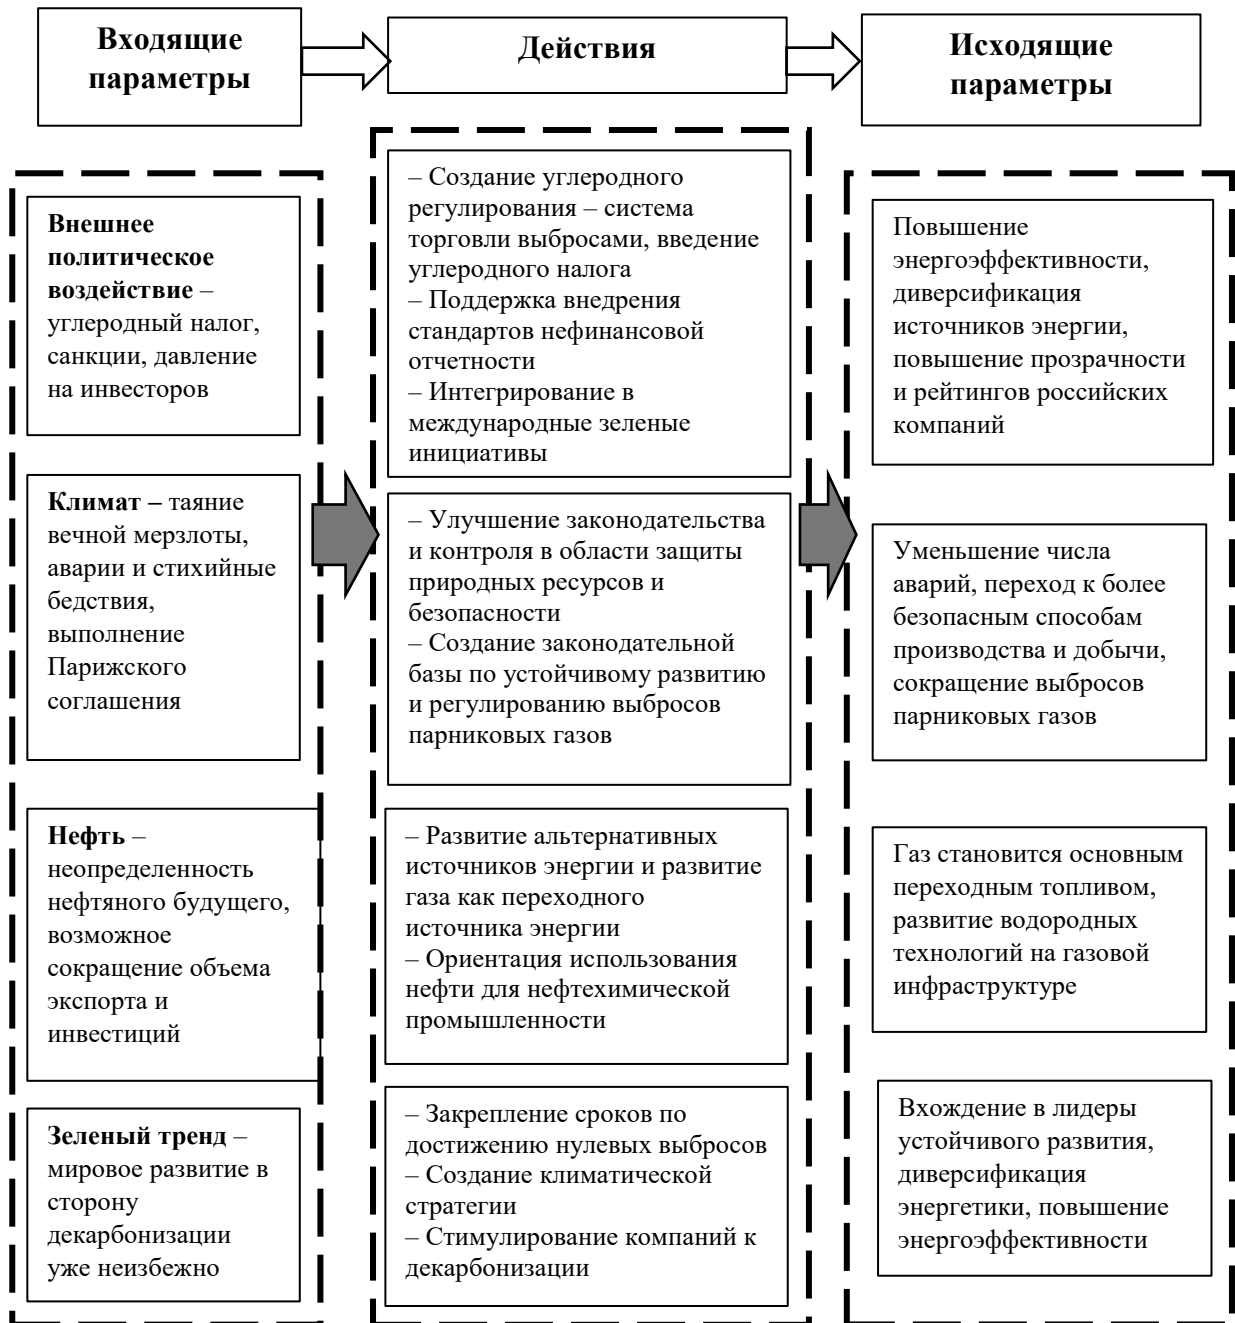 Входящие
параметры
Действия
Исходящие
параметры
Внешнее
политическое
воздействие –
углеродный налог,
санкции, давление
на инвесторов
Климат – таяние
вечной мерзлоты,
аварии и стихийные
бедствия,
выполнение
Парижского
соглашения
Нефть –
неопределенность
нефтяного будущего,
возможное
сокращение объема
экспорта и
инвестиций
Зеленый тренд –
мировое развитие в
сторону
декарбонизации
уже неизбежно
– Создание углеродного
регулирования – система
торговли выбросами, введение
углеродного налога
– Поддержка внедрения
стандартов нефинансовой
отчетности
– Интегрирование в
международные зеленые
инициативы
– Улучшение законодательства
и контроля в области защиты
природных ресурсов и
безопасности
– Создание законодательной
базы по устойчивому развитию
и регулированию выбросов
парниковых газов
– Развитие альтернативных
источников энергии и развитие
газа как переходного
источника энергии
– Ориентация использования
нефти для нефтехимической
промышленности
– Закрепление сроков по
достижению нулевых выбросов
– Создание климатической
стратегии
– Стимулирование компаний к
декарбонизации
Повышение
энергоэффективности,
диверсификация
источников энергии,
повышение прозрачности
и рейтингов российских
компаний
Уменьшение числа
аварий, переход к более
безопасным способам
производства и добычи,
сокращение выбросов
парниковых газов
Газ становится основным
переходным топливом,
развитие водородных
технологий на газовой
инфраструктуре
Вхождение в лидеры
устойчивого развития,
диверсификация
энергетики, повышение
энергоэффективности